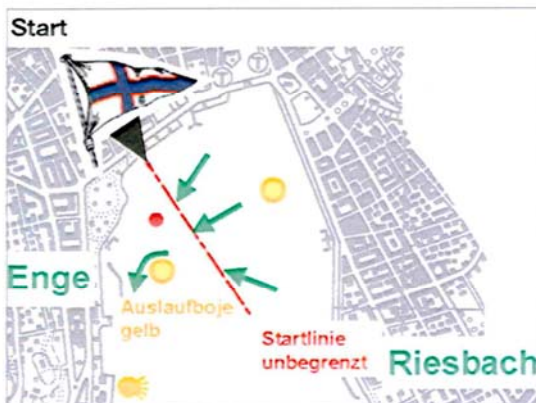 Start
Enge
Auslaufboje
gelb
Startlinie
unbegrenzt
Riesbach
T
T